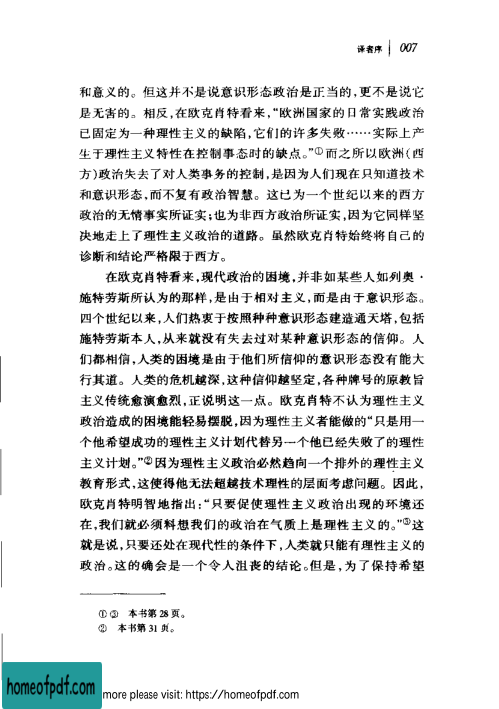 译者序 007
和意义的。但这并不是说意识形态政治是正当的,更不是说它
是无害的。相反,在欧克肖特看来,“欧洲国家的日常实践政治
已固定为一种理性主义的缺陷,它们的许多失败……实际上产
生于理性主义特性在控制事态时的缺点。”①而之所以欧洲(西
方)政治失去了对人类事务的控制,是因为人们现在只知道技术
和意识形态,而不复有政治智慧。这已为一个世纪以来的西方
政治的无情事实所证实;也为非西方政治所证实,因为它同样坚
决地走上了理性主义政治的道路。虽然欧克肖特始终将自己的
诊断和结论严格限于西方。
在欧克肖特看来,现代政治的困境,并非如某些人如列奥·
施特劳斯所认为的那样,是由于相对主义,而是由于意识形态。
四个世纪以来,人们热衷于按照种种意识形态建造通天塔,包括
施特劳斯本人,从来就没有失去过对某种意识形态的信仰。人
们都相信,人类的困境是由于他们所信仰的意识形态没有能大
行其道。人类的危机越深,这种信仰越坚定,各种牌号的原教旨
主义传统愈演愈烈,正说明这一点。欧克肖特不认为理性主义
政治造成的困境能轻易摆脱,因为理性主义者能做的“只是用一
个他希望成功的理性主义计划代替另一个他已经失败了的理性
主义计划。”②因为理性主义政治必然趋向一个排外的理性主义
教育形式,这使得他无法超越技术理性的层面考虑问题。因此,
欧克肖特明智地指出:“只要促使理性主义政治出现的环境还
在,我们就必须料想我们的政治在气质上是理性主义的。”③这
就是说,只要还处在现代性的条件下,人类就只能有理性主义的
政治。这的确会是一个令人沮丧的结论。但是,为了保持希望
①③ 本书第28页。
② 本书第31页。
homeofpdf.com
more please visit: https://homeofpdf.com